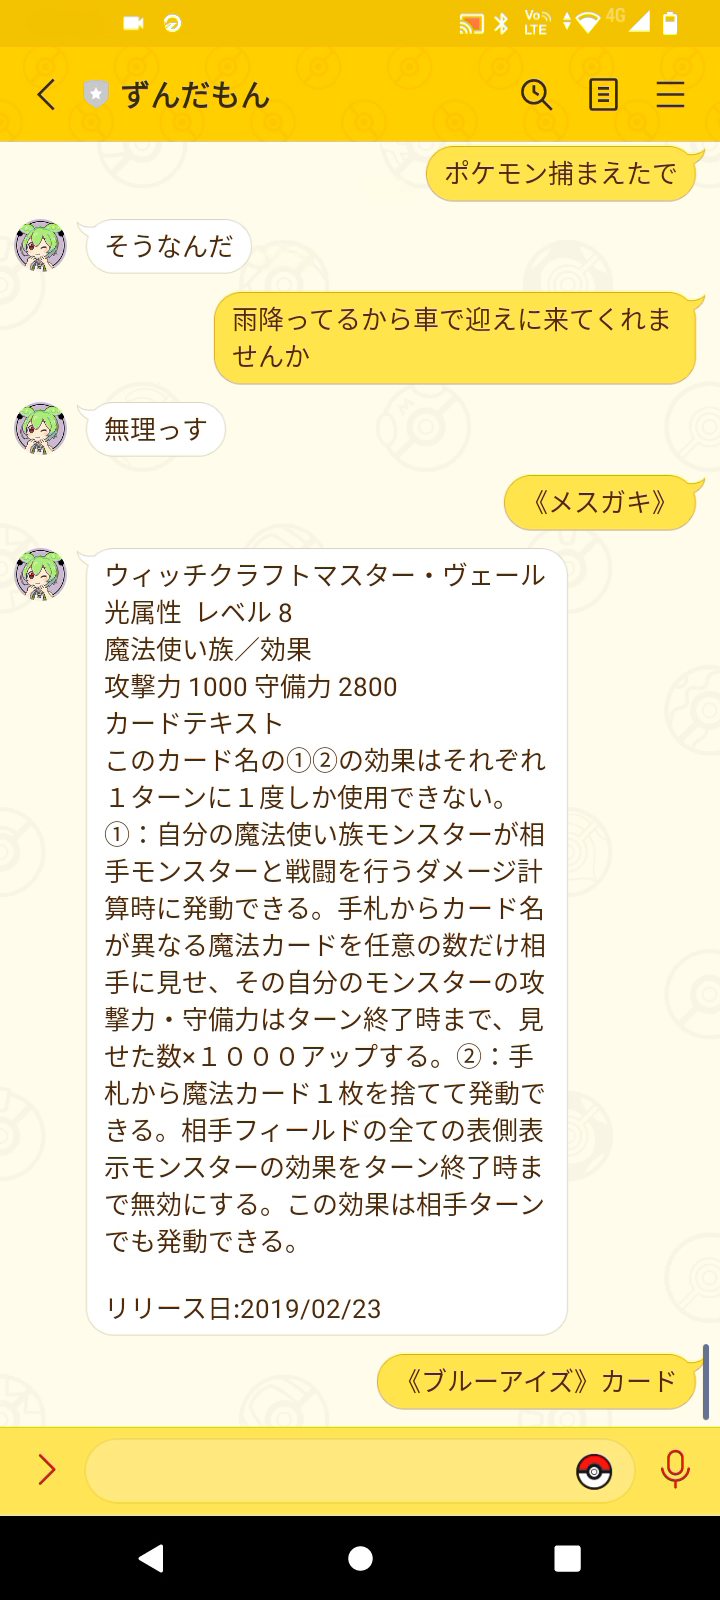 Vo
LTE
4G
ずんだもん
ポケモン捕まえたで
そうなんだ
雨降ってるから車で迎えに来てくれま
せんか
無理っす
《メスガキ》
ウィッチクラフトマスター・ヴェール
光属性 レベル 8
魔法使い族／効果
攻撃力 1000 守備力 2800
カードテキスト
このカード名の①②の効果はそれぞれ
１ターンに１度しか使用できない。
①：自分の魔法使い族モンスターが相
手モンスターと戦闘を行うダメージ計
算時に発動できる。手札からカード名
が異なる魔法カードを任意の数だけ相
手に見せ、その自分のモンスターの攻
撃力・守備力はターン終了時まで、見
せた数×１０００アップする。②：手
札から魔法カード１枚を捨てて発動で
きる。相手フィールドの全ての表側表
示モンスターの効果をターン終了時ま
で無効にする。この効果は相手ターン
でも発動できる。
リリース日:2019/02/23
《ブルーアイズ》カード